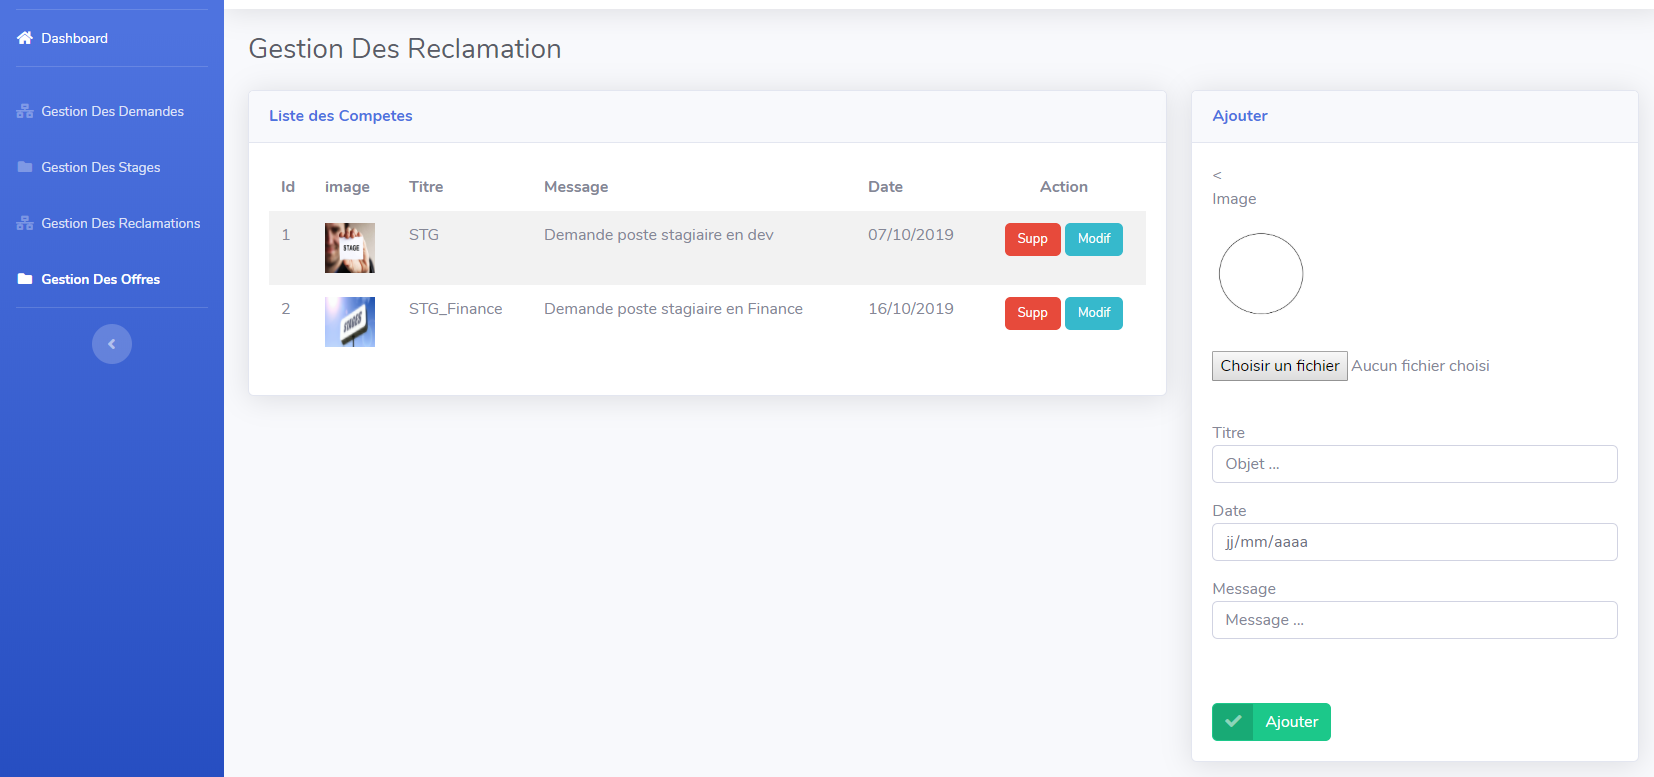 Dashboard
Gestion Des Demandes
Gestion Des Stages
Gestion Des Reclamations
Gestion Des Offres
Gestion Des Reclamation
Liste des Competes
Id image Titre Message Date Action
1 STAGE STG Demande poste stagiaire en dev 07/10/2019 Supp Modif
2 STAGES STG_Finance Demande poste stagiaire en Finance 16/10/2019 Supp Modif
Ajouter
<
Image
Choisir un fichier Aucun fichier choisi
Titre
Objet ...
Date
jj/mm/aaaa
Message
Message ...
Ajouter